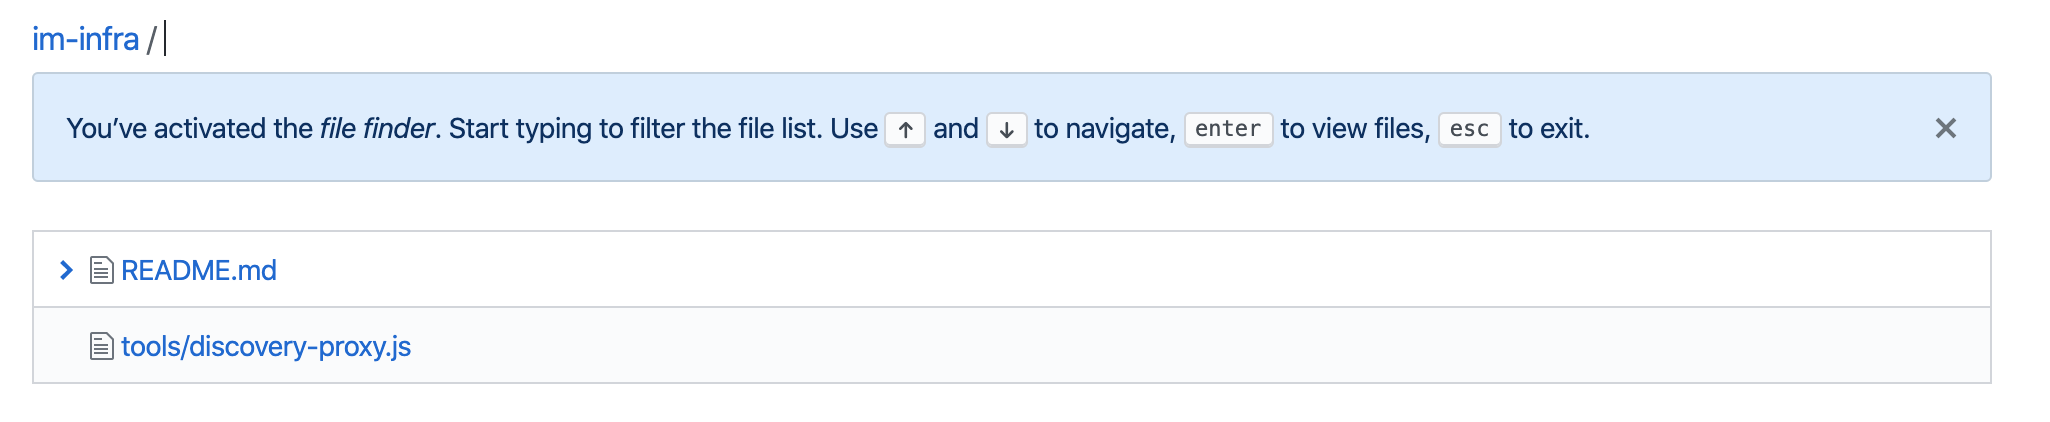 im-infra /
You’ve activated the file finder. Start typing to filter the file list. Use ↑ and ↓ to navigate, enter to view files, esc to exit.
README.md
tools/discovery-proxy.js